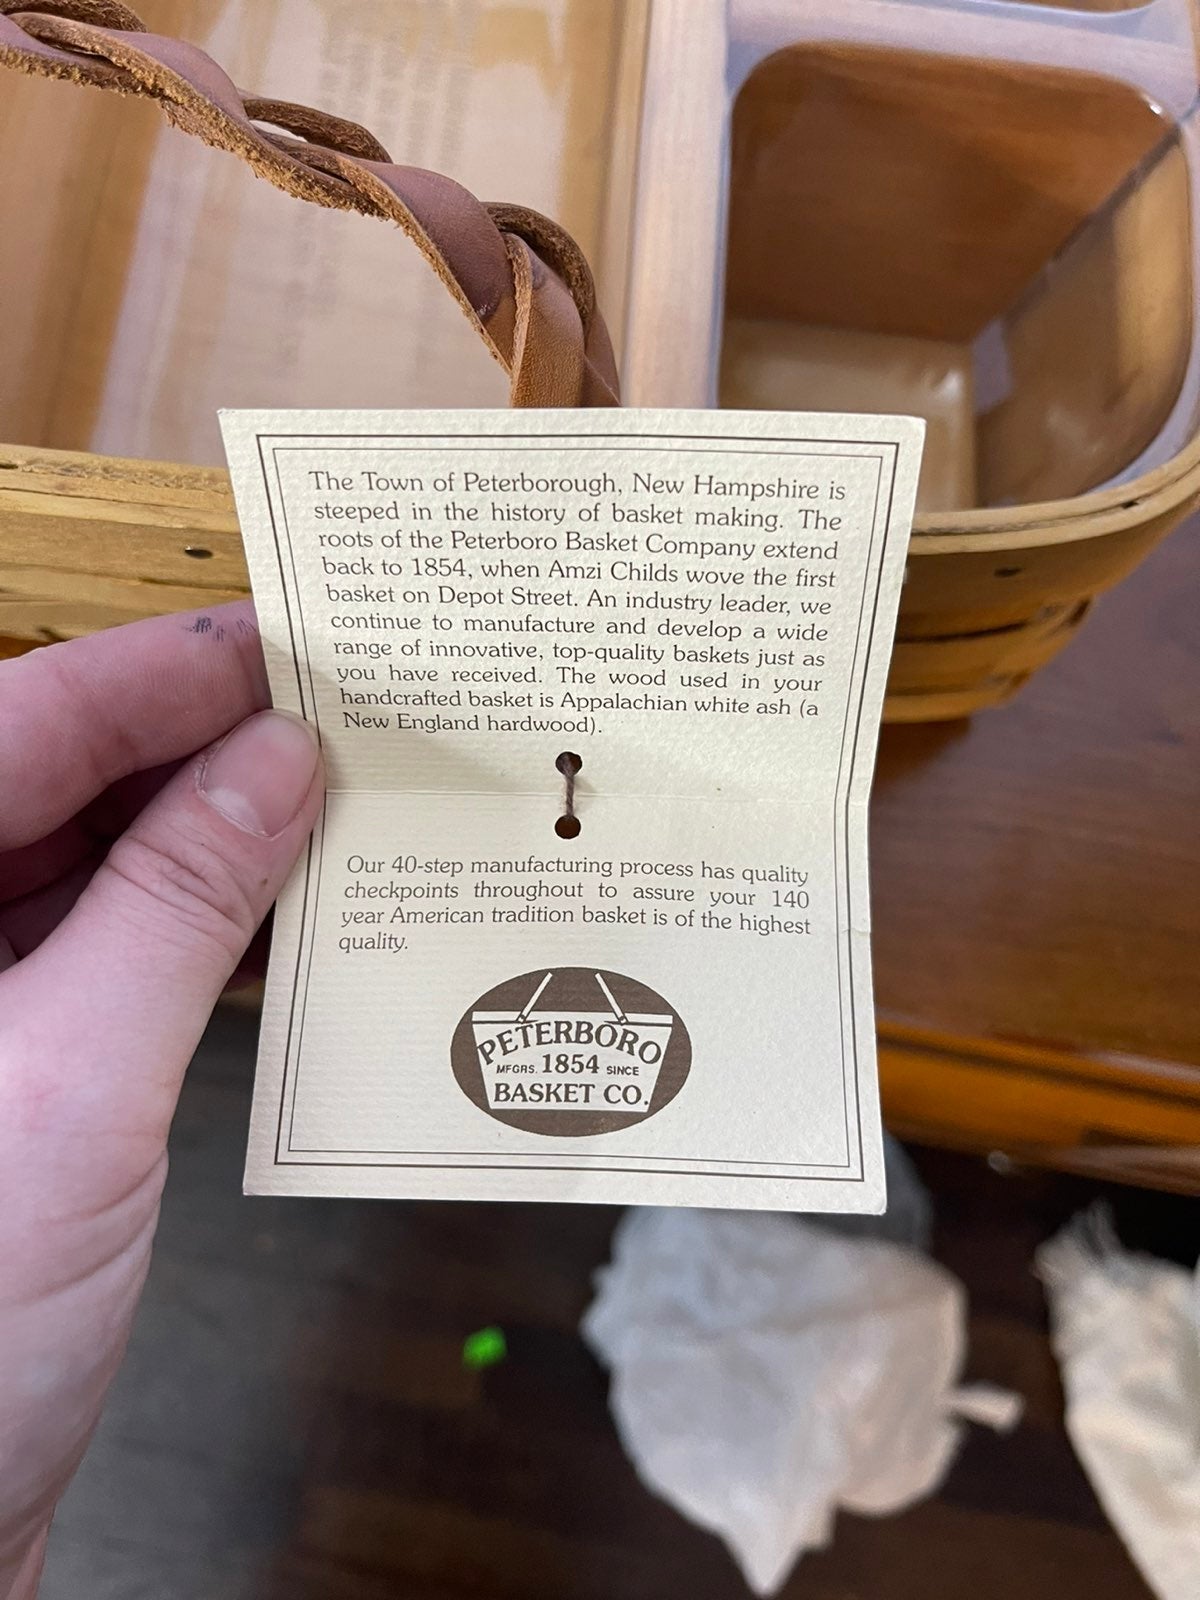 The Town of Peterborough, New Hampshire is
steeped in the history of basket making. The
roots of the Peterboro Basket Company extend
back to 1854, when Amzi Childs wove the first
basket on Depot Street. An industry leader, we
continue to manufacture and develop a wide
range of innovative, top-quality baskets just as
you have received. The wood used in your
handcrafted basket is Appalachian white ash (a
New England hardwood).
Our 40-step manufacturing process has quality
checkpoints throughout to assure your 140
year American tradition basket is of the highest
quality.
PETERBORO
MFGRS. 1854 SINCE
BASKET CO.